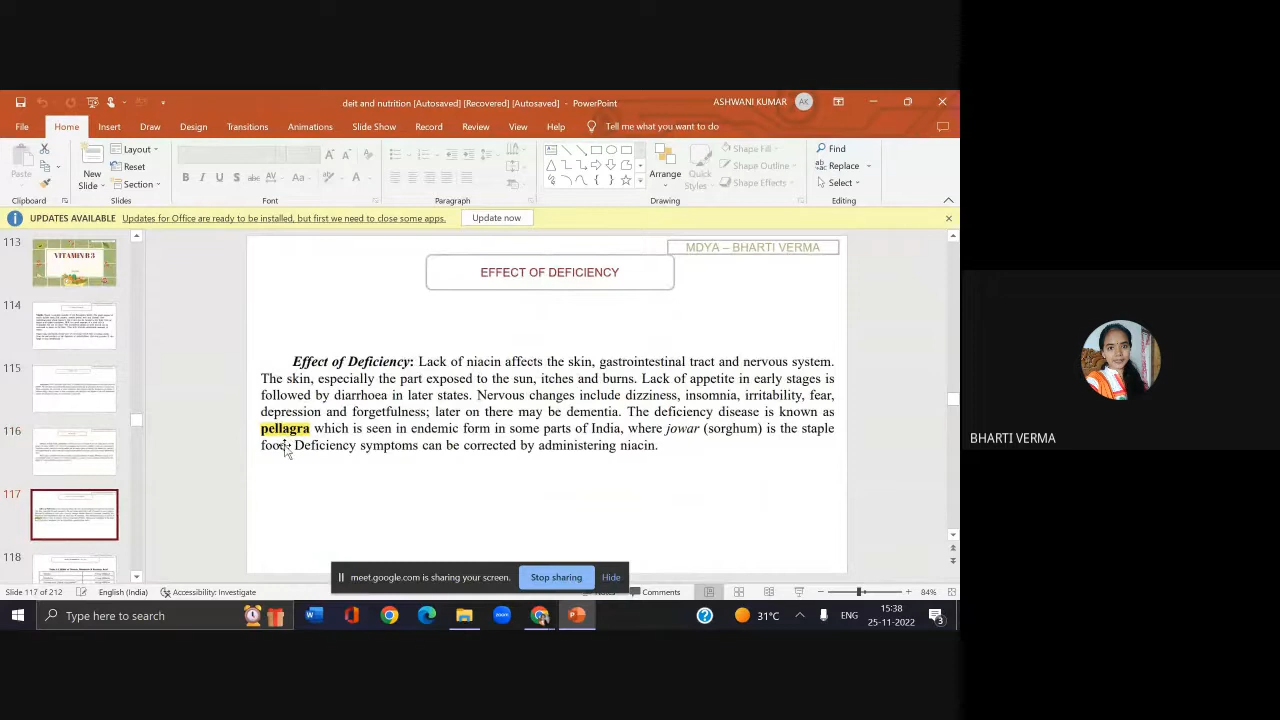 deit and nutrition [Autosaved] [Recovered] [Autosaved] - PowerPoint
ASHWANI KUMAR AK
File Home Insert Draw Design Transitions Animations Slide Show Record Review View Help Tell me what you want to do
Paste
New Slide
Layout
Reset
Section
Arrange
Quick Styles
Shape Fill
Shape Outline
Shape Effects
Find
Replace
Select
Clipboard Slides Font Paragraph Drawing Editing
UPDATES AVAILABLE Updates for Office are ready to be installed, but first we need to close some apps. Update now
113
VITAMIN B 3
114
115
116
117
118
MDYA – BHARTI VERMA
EFFECT OF DEFICIENCY
Effect of Deficiency: Lack of niacin affects the skin, gastrointestinal tract and nervous system.
The skin, especially the part exposed to the sun, itches and burns. Lack of appetite in early stages is
followed by diarrhoea in later states. Nervous changes include dizziness, insomnia, irritability, fear,
depression and forgetfulness; later on there may be dementia. The deficiency disease is known as
pellagra which is seen in endemic form in some parts of India, where jowar (sorghum) is the staple
food. Deficiency symptoms can be corrected by administering niacin.
BHARTI VERMA
meet.google.com is sharing your screen. Stop sharing Hide
Slide 117 of 212 English (India) Accessibility: Investigate Notes Comments 84%
Type here to search
31°C ENG 15:38
25-11-2022 3